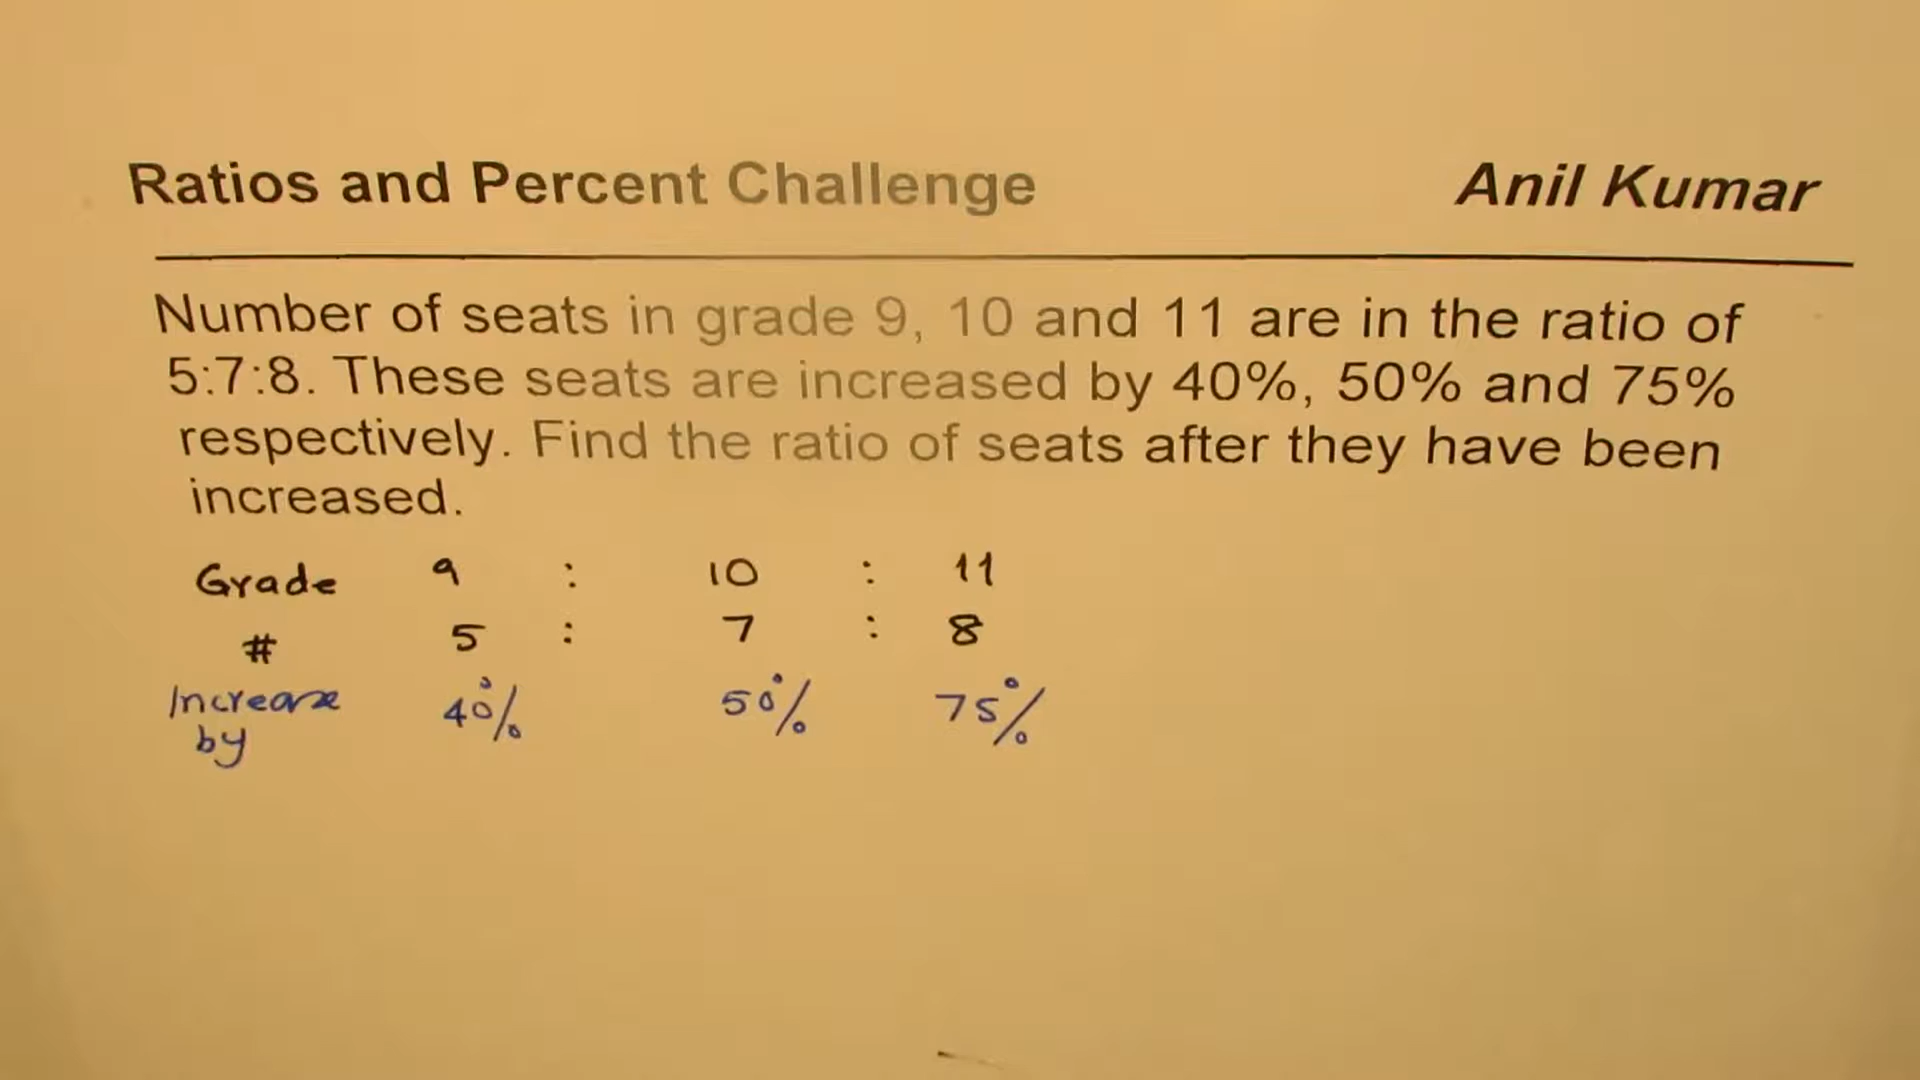 Ratios and Percent Challenge Anil Kumar
Number of seats in grade 9, 10 and 11 are in the ratio of
5:7:8. These seats are increased by 40%, 50% and 75%
respectively. Find the ratio of seats after they have been
increased.
Grade 9 : 10 : 11
# 5 : 7 : 8
Increase 40% 50% 75%
by